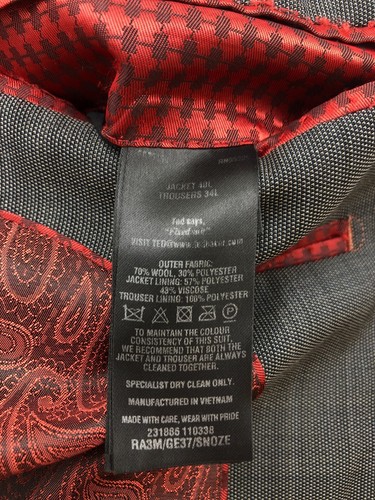 JACKET 40L
TROUSERS 34L
Ted says,
VISIT TED@www.tedbaker.com
OUTER FABRIC:
70% WOOL, 30% POLYESTER
JACKET LINING: 57% POLYESTER
43% VISCOSE
TROUSER LINING: 100% POLYESTER
TO MAINTAIN THE COLOUR
CONSISTENCY OF THIS SUIT,
WE RECOMMEND THAT BOTH THE
JACKET AND TROUSER ARE ALWAYS
CLEANED TOGETHER.
SPECIALIST DRY CLEAN ONLY.
MANUFACTURED IN VIETNAM
MADE WITH CARE, WEAR WITH PRIDE
231886 110338
RA3M/GE37/SNOZE